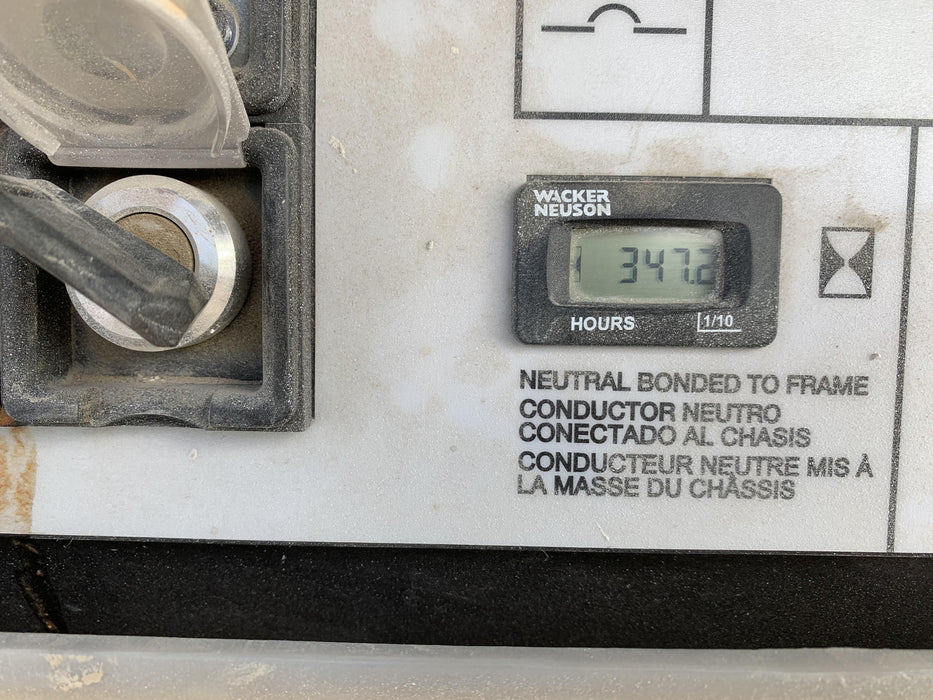 WACKER
NEUSON
347.2
HOURS 1/10
NEUTRAL BONDED TO FRAME
CONDUCTOR NEUTRO
CONECTADO AL CHASIS
CONDUCTEUR NEUTRE MIS À
LA MASSE DU CHÂSSIS